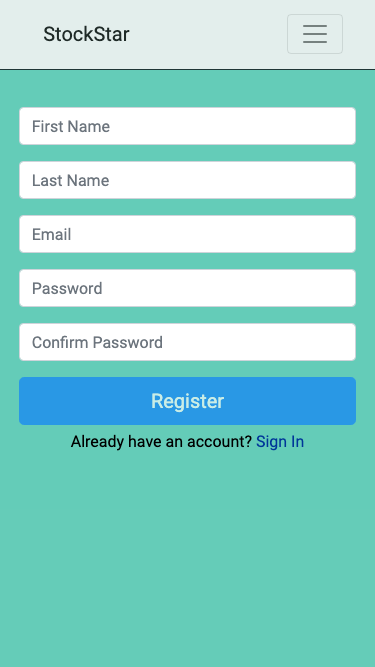 StockStar
First Name
Last Name
Email
Password
Confirm Password
Register
Already have an account? Sign In